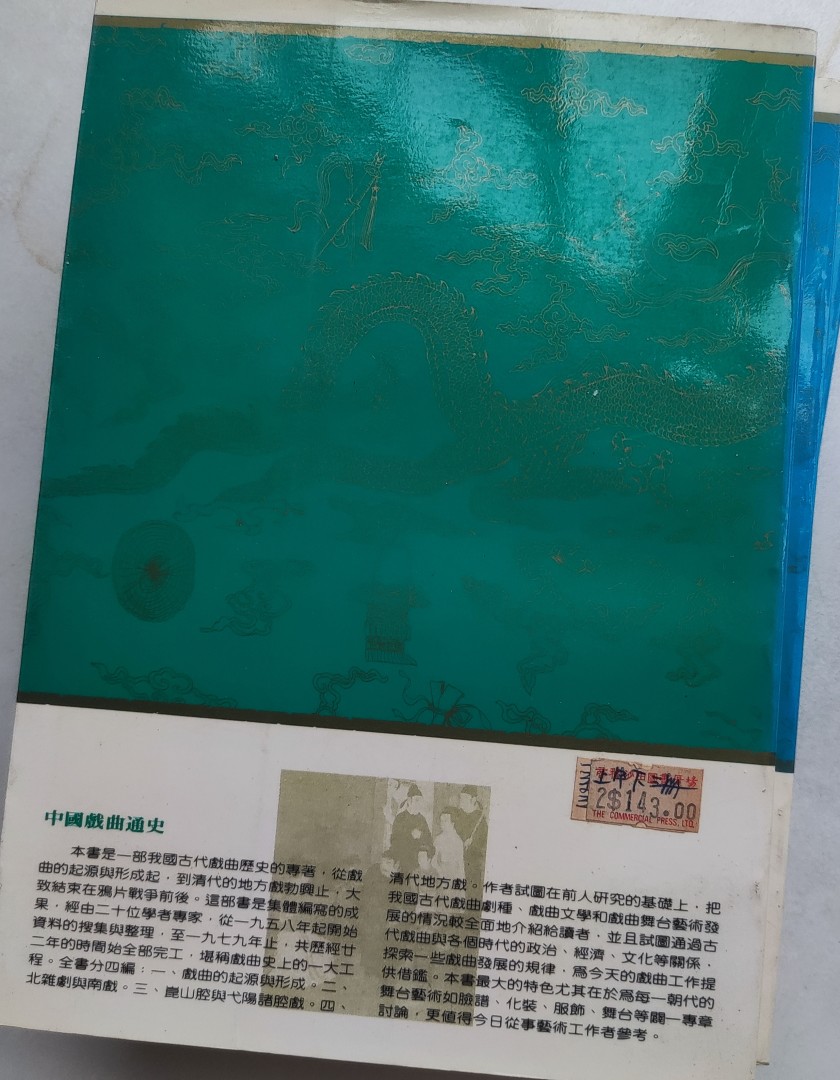 中國戲曲通史
本書是一部我國古代戲曲歷史的專著，從戲
曲的起源與形成起，到清代的地方戲勃興止，大
致結束在鴉片戰爭前後。這部書是集體編寫的成
果，經由二十位學者專家，從一九五八年起開始
資料的搜集與整理，至一九七九年止，共歷經廿
二年的時間始全部完工，堪稱戲曲史上的一大工
程。全書分四編：一、戲曲的起源與形成。二、
北雜劇與南戲。三、崑山腔與弋陽諸腔戲。四、
清代地方戲。作者試圖在前人研究的基礎上，把
我國古代戲曲劇種、戲曲文學和戲曲舞台藝術發
展的情況較全面地介紹給讀者，並且試圖通過古
代戲曲與各個時代的政治、經濟、文化等關係，
探索一些戲曲發展的規律，爲今天的戲曲工作提
供借鑑。本書最大的特色尤其在於爲每一朝代的
舞台藝術如臉譜、化裝、服飾、舞台等闢一專章
討論，更值得今日從事藝術工作者參考。
上中下三冊
2$143.00
THE COMMERCIAL PRESS, LTD.